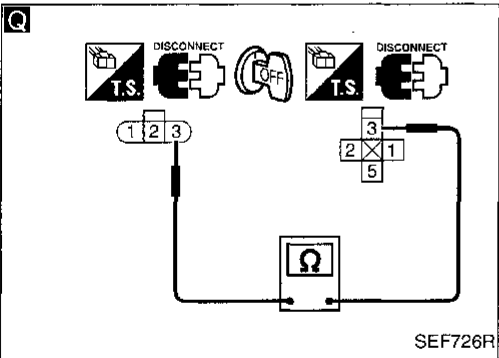 Q
DISCONNECT
T.S.
OFF
DISCONNECT
T.S.
1 2 3
3
2 1
5
Ω
SEF726R